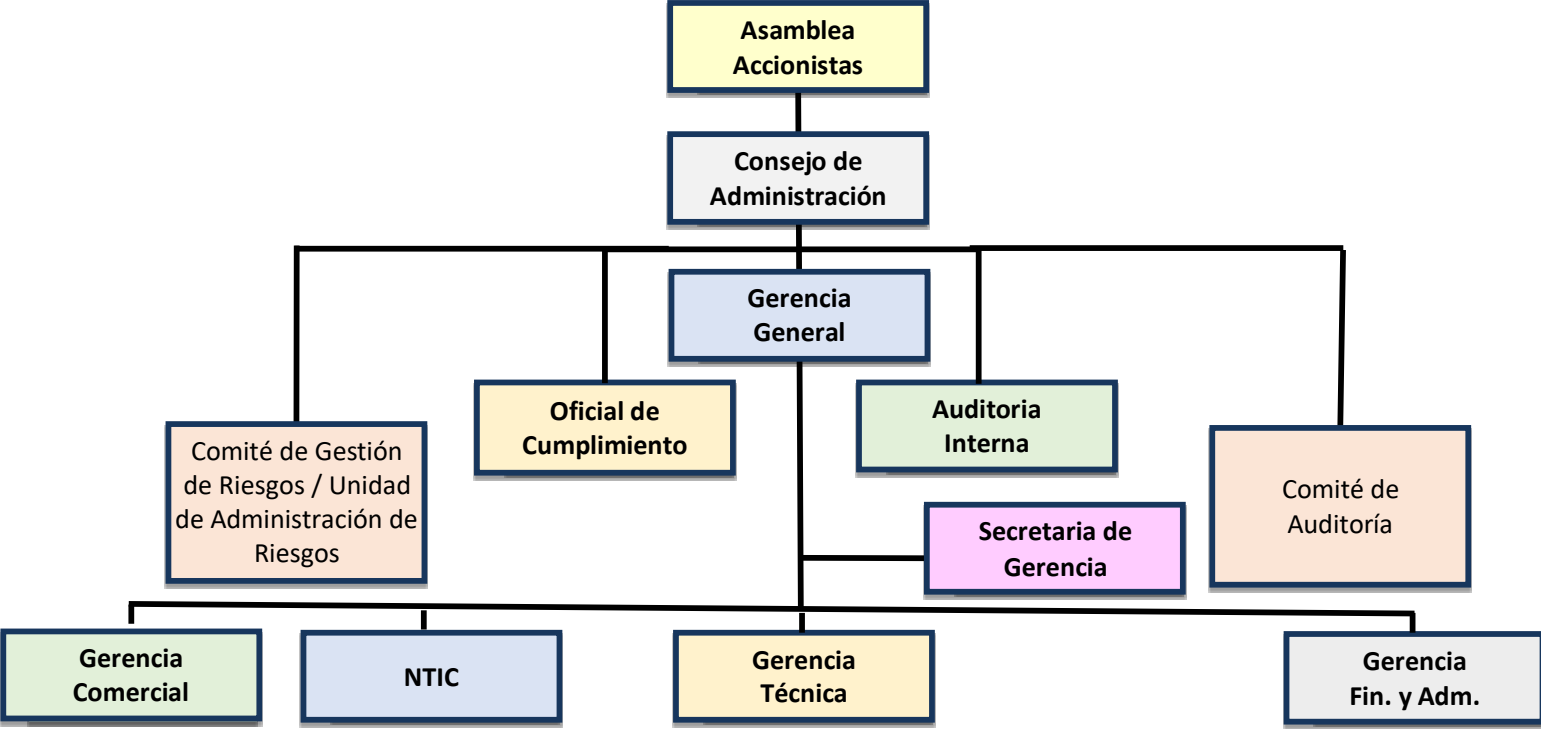 Asamblea
Accionistas
Consejo de
Administración
Gerencia
General
Oficial de
Cumplimiento
Auditoria
Interna
Comité de Gestión
de Riesgos / Unidad
de Administración de
Riesgos
Comité de
Auditoría
Secretaria de
Gerencia
Gerencia
Comercial
NTIC
Gerencia
Técnica
Gerencia
Fin. y Adm.